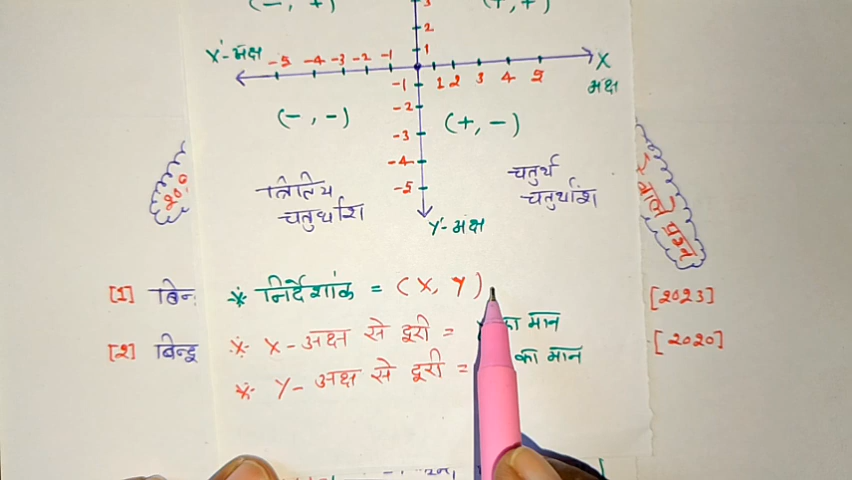 (-, +) (+, +)
3
2
1
X'-अक्ष -5 -4 -3 -2 -1 X
-1 1 2 3 4 5 अक्ष
-2
(-, -) (+, -)
-3
-4
त्रितिय चतुर्थ
चतुर्थांश चतुर्थांश
-5
Y'-अक्ष
वाले प्रश्न
[1] * निर्देशांक = (X, Y) [2023]
[2] बिन्दू * X-अक्ष से दूरी = का मान [2020]
* Y-अक्ष से दूरी = का मान